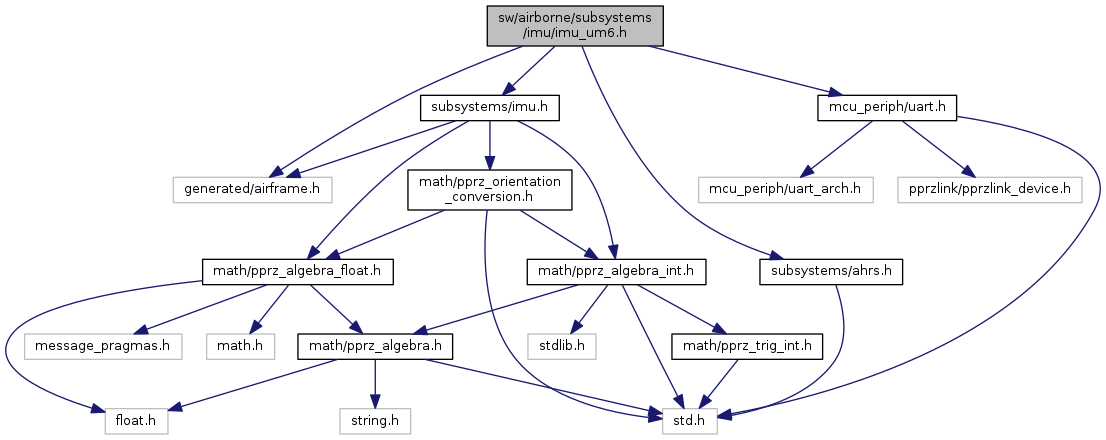 sw/airborne/subsystems
/imu/imu_um6.h
subsystems/imu.h
mcu_periph/uart.h
generated/airframe.h
math/pprz_orientation
_conversion.h
mcu_periph/uart_arch.h
pprzlink/pprzlink_device.h
math/pprz_algebra_float.h
math/pprz_algebra_int.h
subsystems/ahrs.h
message_pragmas.h
math.h
math/pprz_algebra.h
stdlib.h
math/pprz_trig_int.h
float.h
string.h
std.h